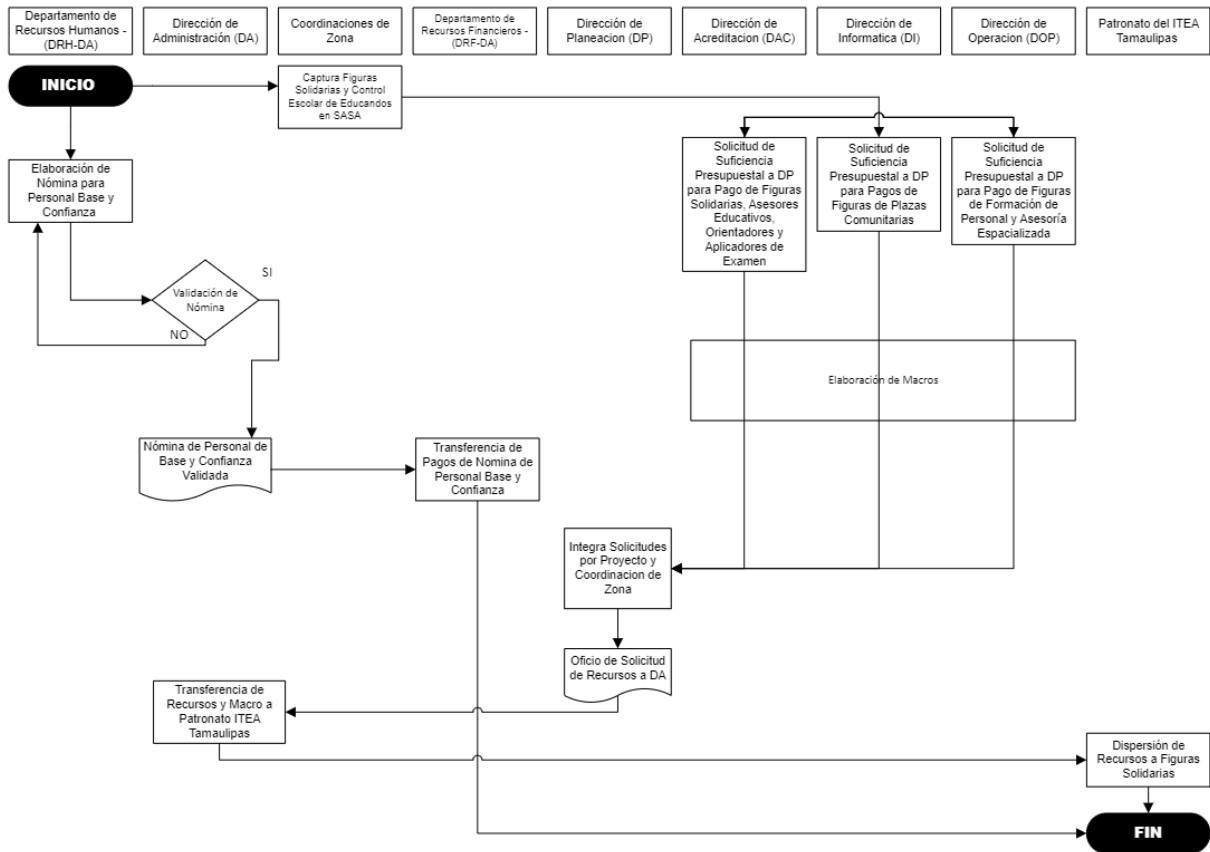 Departamento de
Recursos Humanos -
(DRH-DA)
Dirección de
Administración (DA)
Coordinaciones de
Zona
Departamento de
Recursos Financieros -
(DRF-DA)
Dirección de
Planeacion (DP)
Dirección de
Acreditacion (DAC)
Dirección de
Informatica (DI)
Dirección de
Operacion (DOP)
Patronato del ITEA
Tamaulipas
INICIO
Captura Figuras
Solidarias y Control
Escolar de Educandos
en SASA
Elaboración de
Nómina para
Personal Base y
Confianza
Solicitud de
Suficiencia
Presupuestal a DP
para Pago de Figuras
Solidarias, Asesores
Educativos,
Orientadores y
Aplicadores de
Examen
Solicitud de
Suficiencia
Presupuestal a DP
para Pagos de
Figuras de Plazas
Comunitarias
Solicitud de
Suficiencia
Presupuestal a DP
para Pago de Figuras
de Formación de
Personal y Asesoría
Espacializada
SI
Validación de
Nómina
NO
Elaboración de Macros
Nómina de Personal de
Base y Confianza
Validada
Transferencia de
Pagos de Nomina de
Personal Base y
Confianza
Integra Solicitudes
por Proyecto y
Coordinacion de
Zona
Oficio de Solicitud
de Recursos a DA
Transferencia de
Recursos y Macro a
Patronato ITEA
Tamaulipas
Dispersión de
Recursos a Figuras
Solidarias
FIN